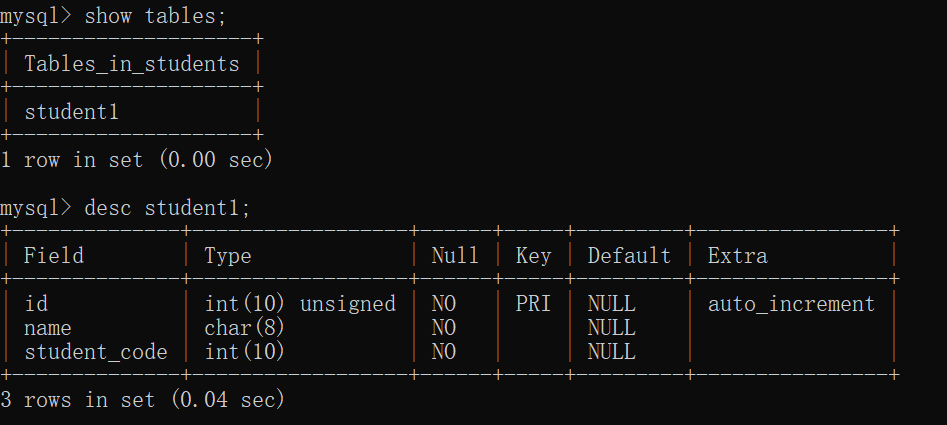 mysql> show tables;
+--------------------+
| Tables_in_students |
+--------------------+
| student1           |
+--------------------+
1 row in set (0.00 sec)

mysql> desc student1;
+--------------+------------------+------+-----+---------+----------------+
| Field        | Type             | Null | Key | Default | Extra          |
+--------------+------------------+------+-----+---------+----------------+
| id           | int(10) unsigned | NO   | PRI | NULL    | auto_increment |
| name         | char(8)          | NO   |     | NULL    |                |
| student_code | int(10)          | NO   |     | NULL    |                |
+--------------+------------------+------+-----+---------+----------------+
3 rows in set (0.04 sec)